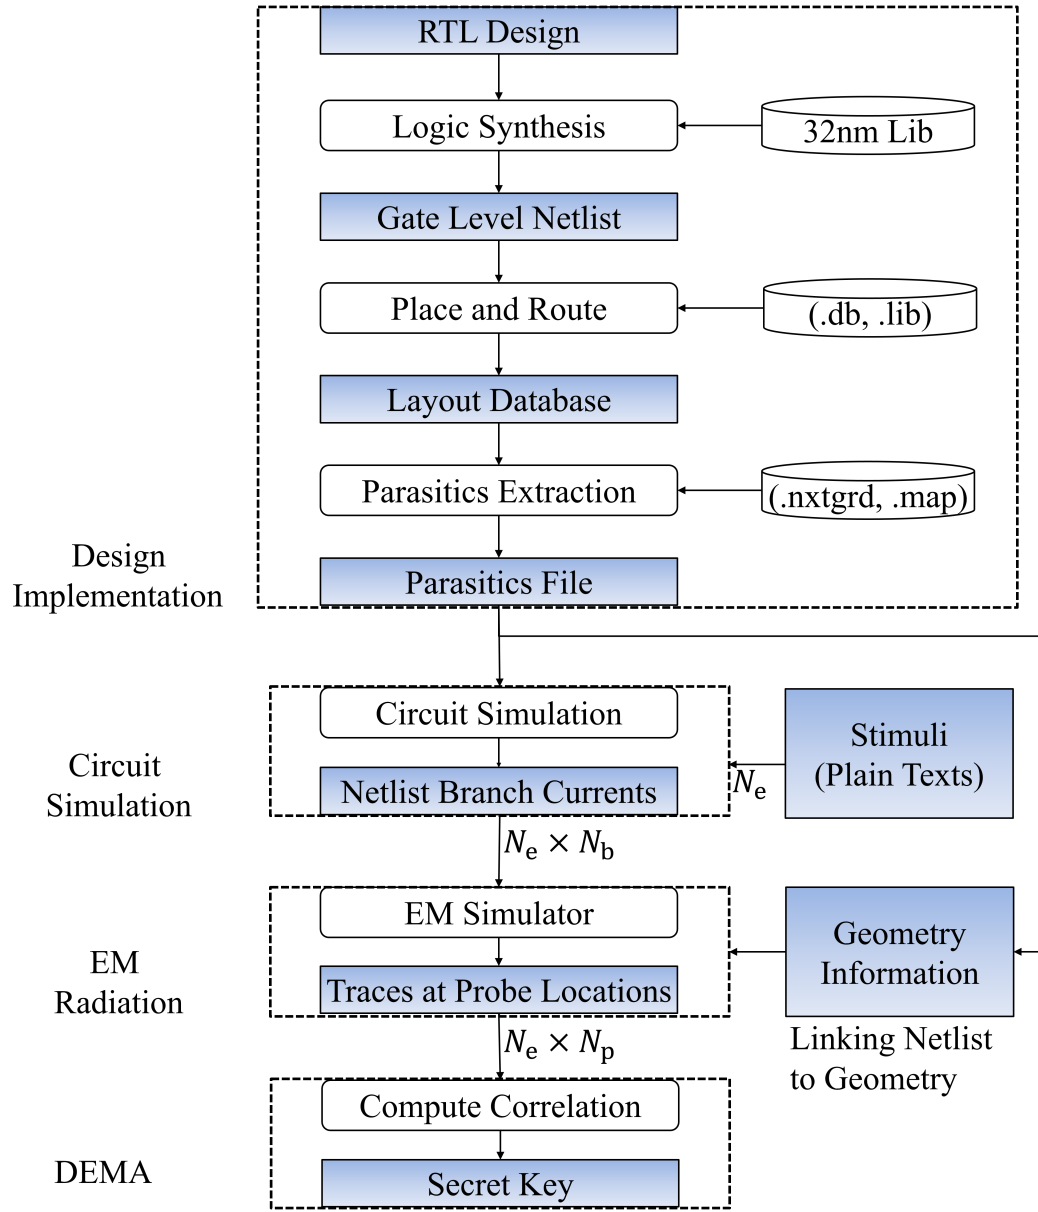 RTL Design
Logic Synthesis
32nm Lib
Gate Level Netlist
Place and Route
(.db, .lib)
Layout Database
Parasitics Extraction
(.nxtgrd, .map)
Design
Implementation
Parasitics File
Circuit Simulation
Stimuli
(Plain Texts)
Circuit
Simulation
Netlist Branch Currents
Nₑ
Nₑ × N_b
EM Simulator
Geometry
Information
EM
Radiation
Traces at Probe Locations
Nₑ × Nₚ
Linking Netlist
to Geometry
Compute Correlation
DEMA
Secret Key